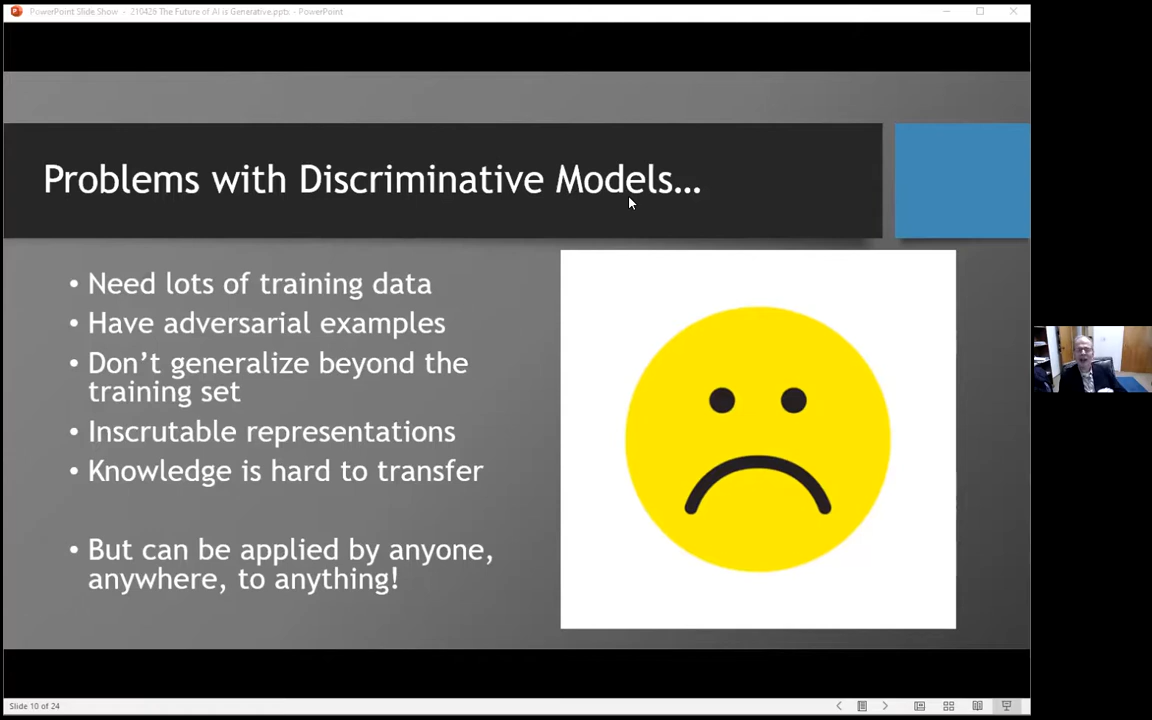 PowerPoint Slide Show - 210426 The Future of AI is Generative.pptx - PowerPoint
Problems with Discriminative Models...
• Need lots of training data
• Have adversarial examples
• Don’t generalize beyond the
training set
• Inscrutable representations
• Knowledge is hard to transfer
• But can be applied by anyone,
anywhere, to anything!
Slide 10 of 24